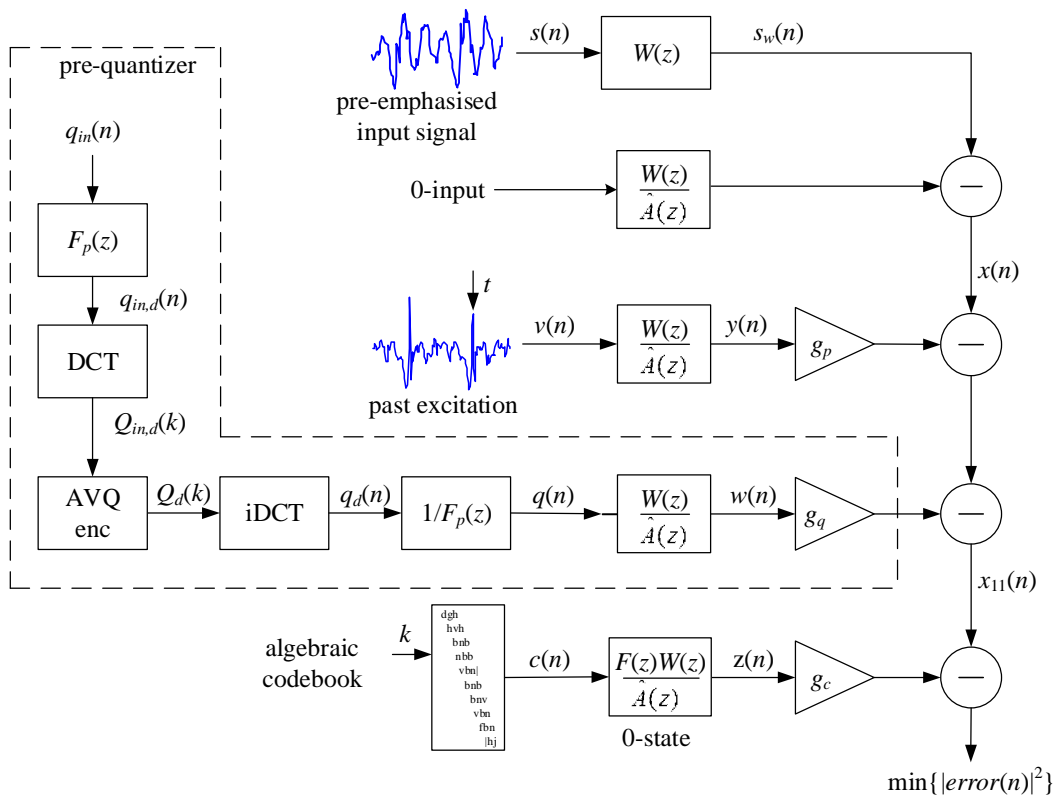 s(n)
W(z)
s_w(n)
pre-emphasised
input signal
pre-quantizer
q_in(n)
F_p(z)
q_in,d(n)
DCT
Q_in,d(k)
0-input
W(z)
Â(z)
x(n)
t
v(n)
W(z)
Â(z)
y(n)
g_p
past excitation
AVQ
enc
Q_d(k)
iDCT
q_d(n)
1/F_p(z)
q(n)
W(z)
Â(z)
w(n)
g_q
x_11(n)
algebraic
codebook
k
dgh
hvh
bnb
nbb
vbn|
bnb
bnv
vbn
fbn
|hj
c(n)
F(z)W(z)
Â(z)
0-state
z(n)
g_c
min{|error(n)|²}